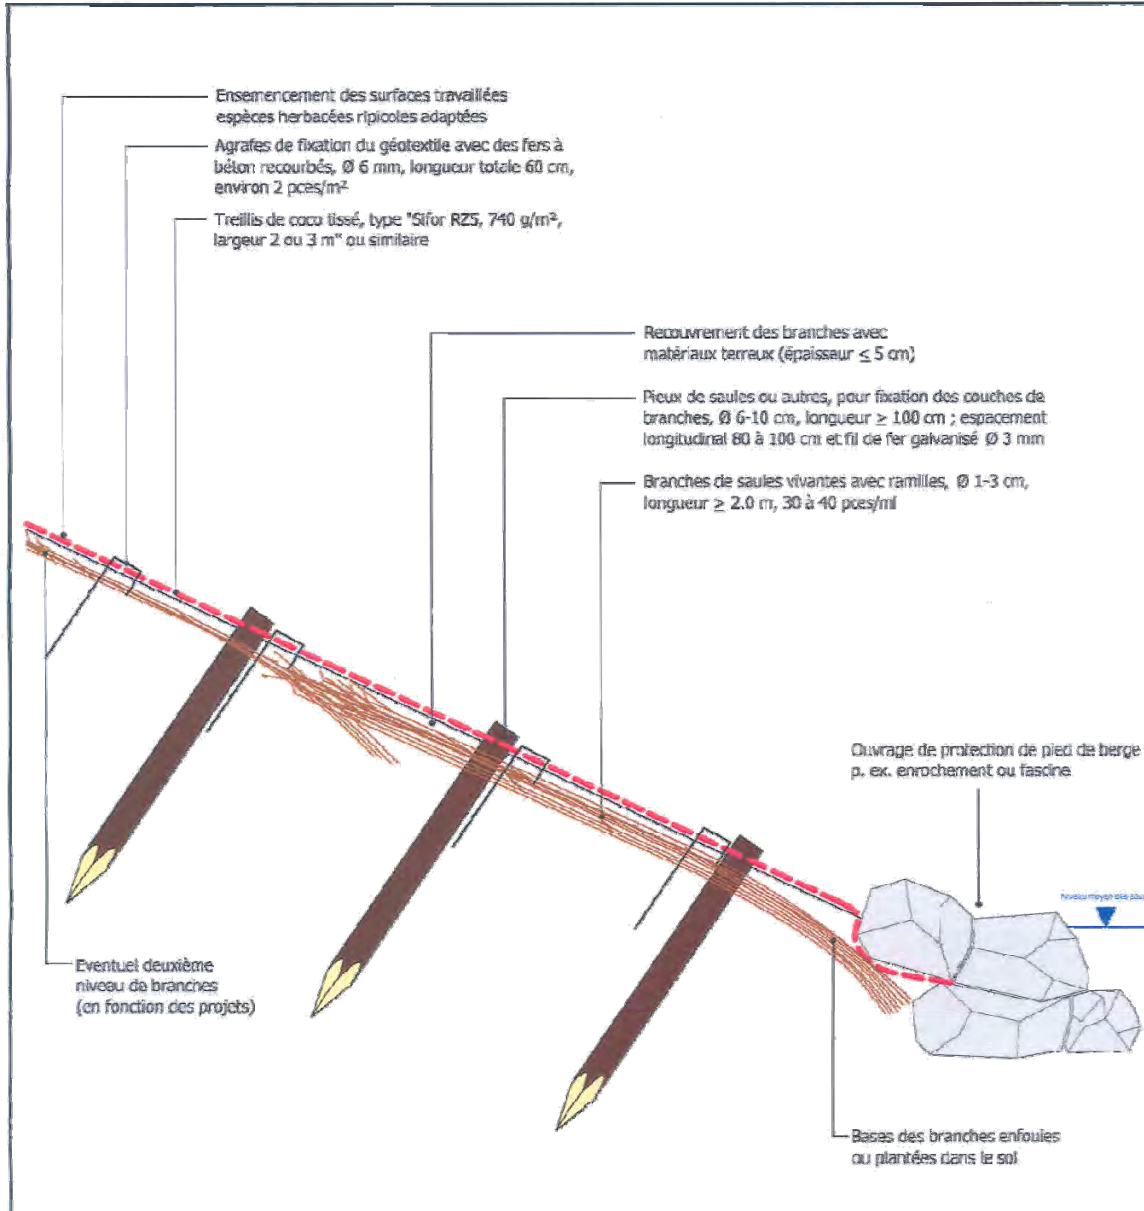 Ensemencement des surfaces travaillées
espèces herbacées ripicoles adaptées
Agrafes de fixation du géotextile avec des fers à
béton recourbés, Ø 6 mm, longueur totale 60 cm,
environ 2 pces/m²
Treillis de coco tissé, type "Sifor RZ5, 740 g/m²,
largeur 2 ou 3 m" ou similaire
Recouvrement des branches avec
matériaux terreux (épaisseur ≤ 5 cm)
Pieux de saules ou autres, pour fixation des couches de
branches, Ø 6-10 cm, longueur ≥ 100 cm ; espacement
longitudinal 80 à 100 cm et fil de fer galvanisé Ø 3 mm
Branches de saules vivantes avec ramilles, Ø 1-3 cm,
longueur ≥ 2.0 m, 30 à 40 pces/ml
Ouvrage de protection de pied de berge
p. ex. enrochement ou fascine
Niveau moyen des eau
Eventuel deuxième
niveau de branches
(en fonction des projets)
Bases des branches enfouies
ou plantées dans le sol